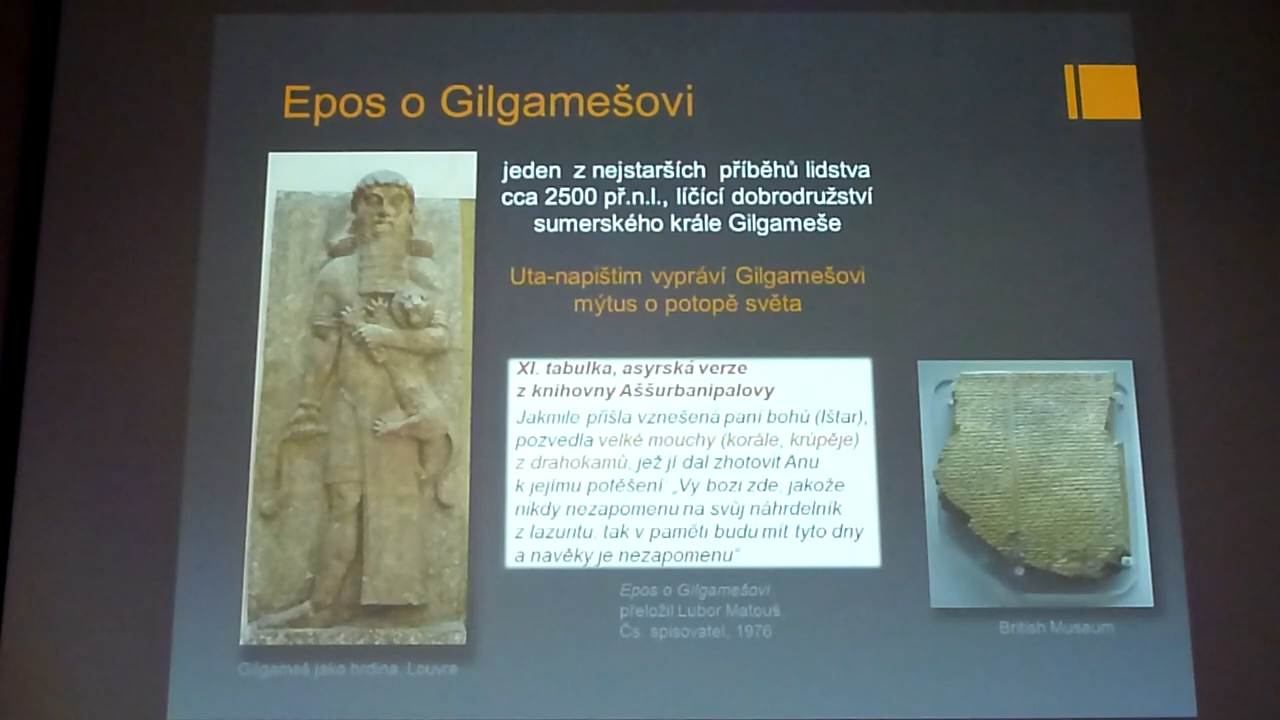 Epos o Gilgamešovi
jeden z nejstarších příběhů lidstva
cca 2500 př.n.l., líčící dobrodružství
sumerského krále Gilgameše
Uta-napištim vypráví Gilgamešovi
mýtus o potopě světa
XI. tabulka, asyrská verze
z knihovny Aššurbanipalovy
Jakmile přišla vznešená paní bohů (Ištar),
pozvedla velké mouchy (korále, krůpěje)
z drahokamů, jež jí dal zhotovit Anu
k jejímu potěšení: „Vy bozi zde, jakože
nikdy nezapomenu na svůj náhrdelník
z lazuritu, tak v paměti budu mít tyto dny
a navěky je nezapomenu“
Epos o Gilgamešovi,
přeložil Lubor Matouš,
Čs. spisovatel, 1976
Gilgameš jako hrdina, Louvre
British Museum